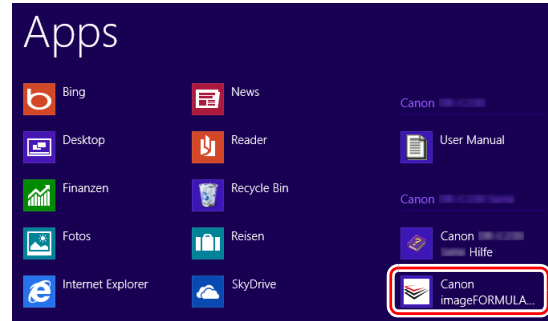 Apps
Bing
Desktop
Finanzen
Fotos
Internet Explorer
News
Reader
Recycle Bin
Reisen
SkyDrive
Canon
User Manual
Canon
Canon
Hilfe
Canon
imageFORMULA...